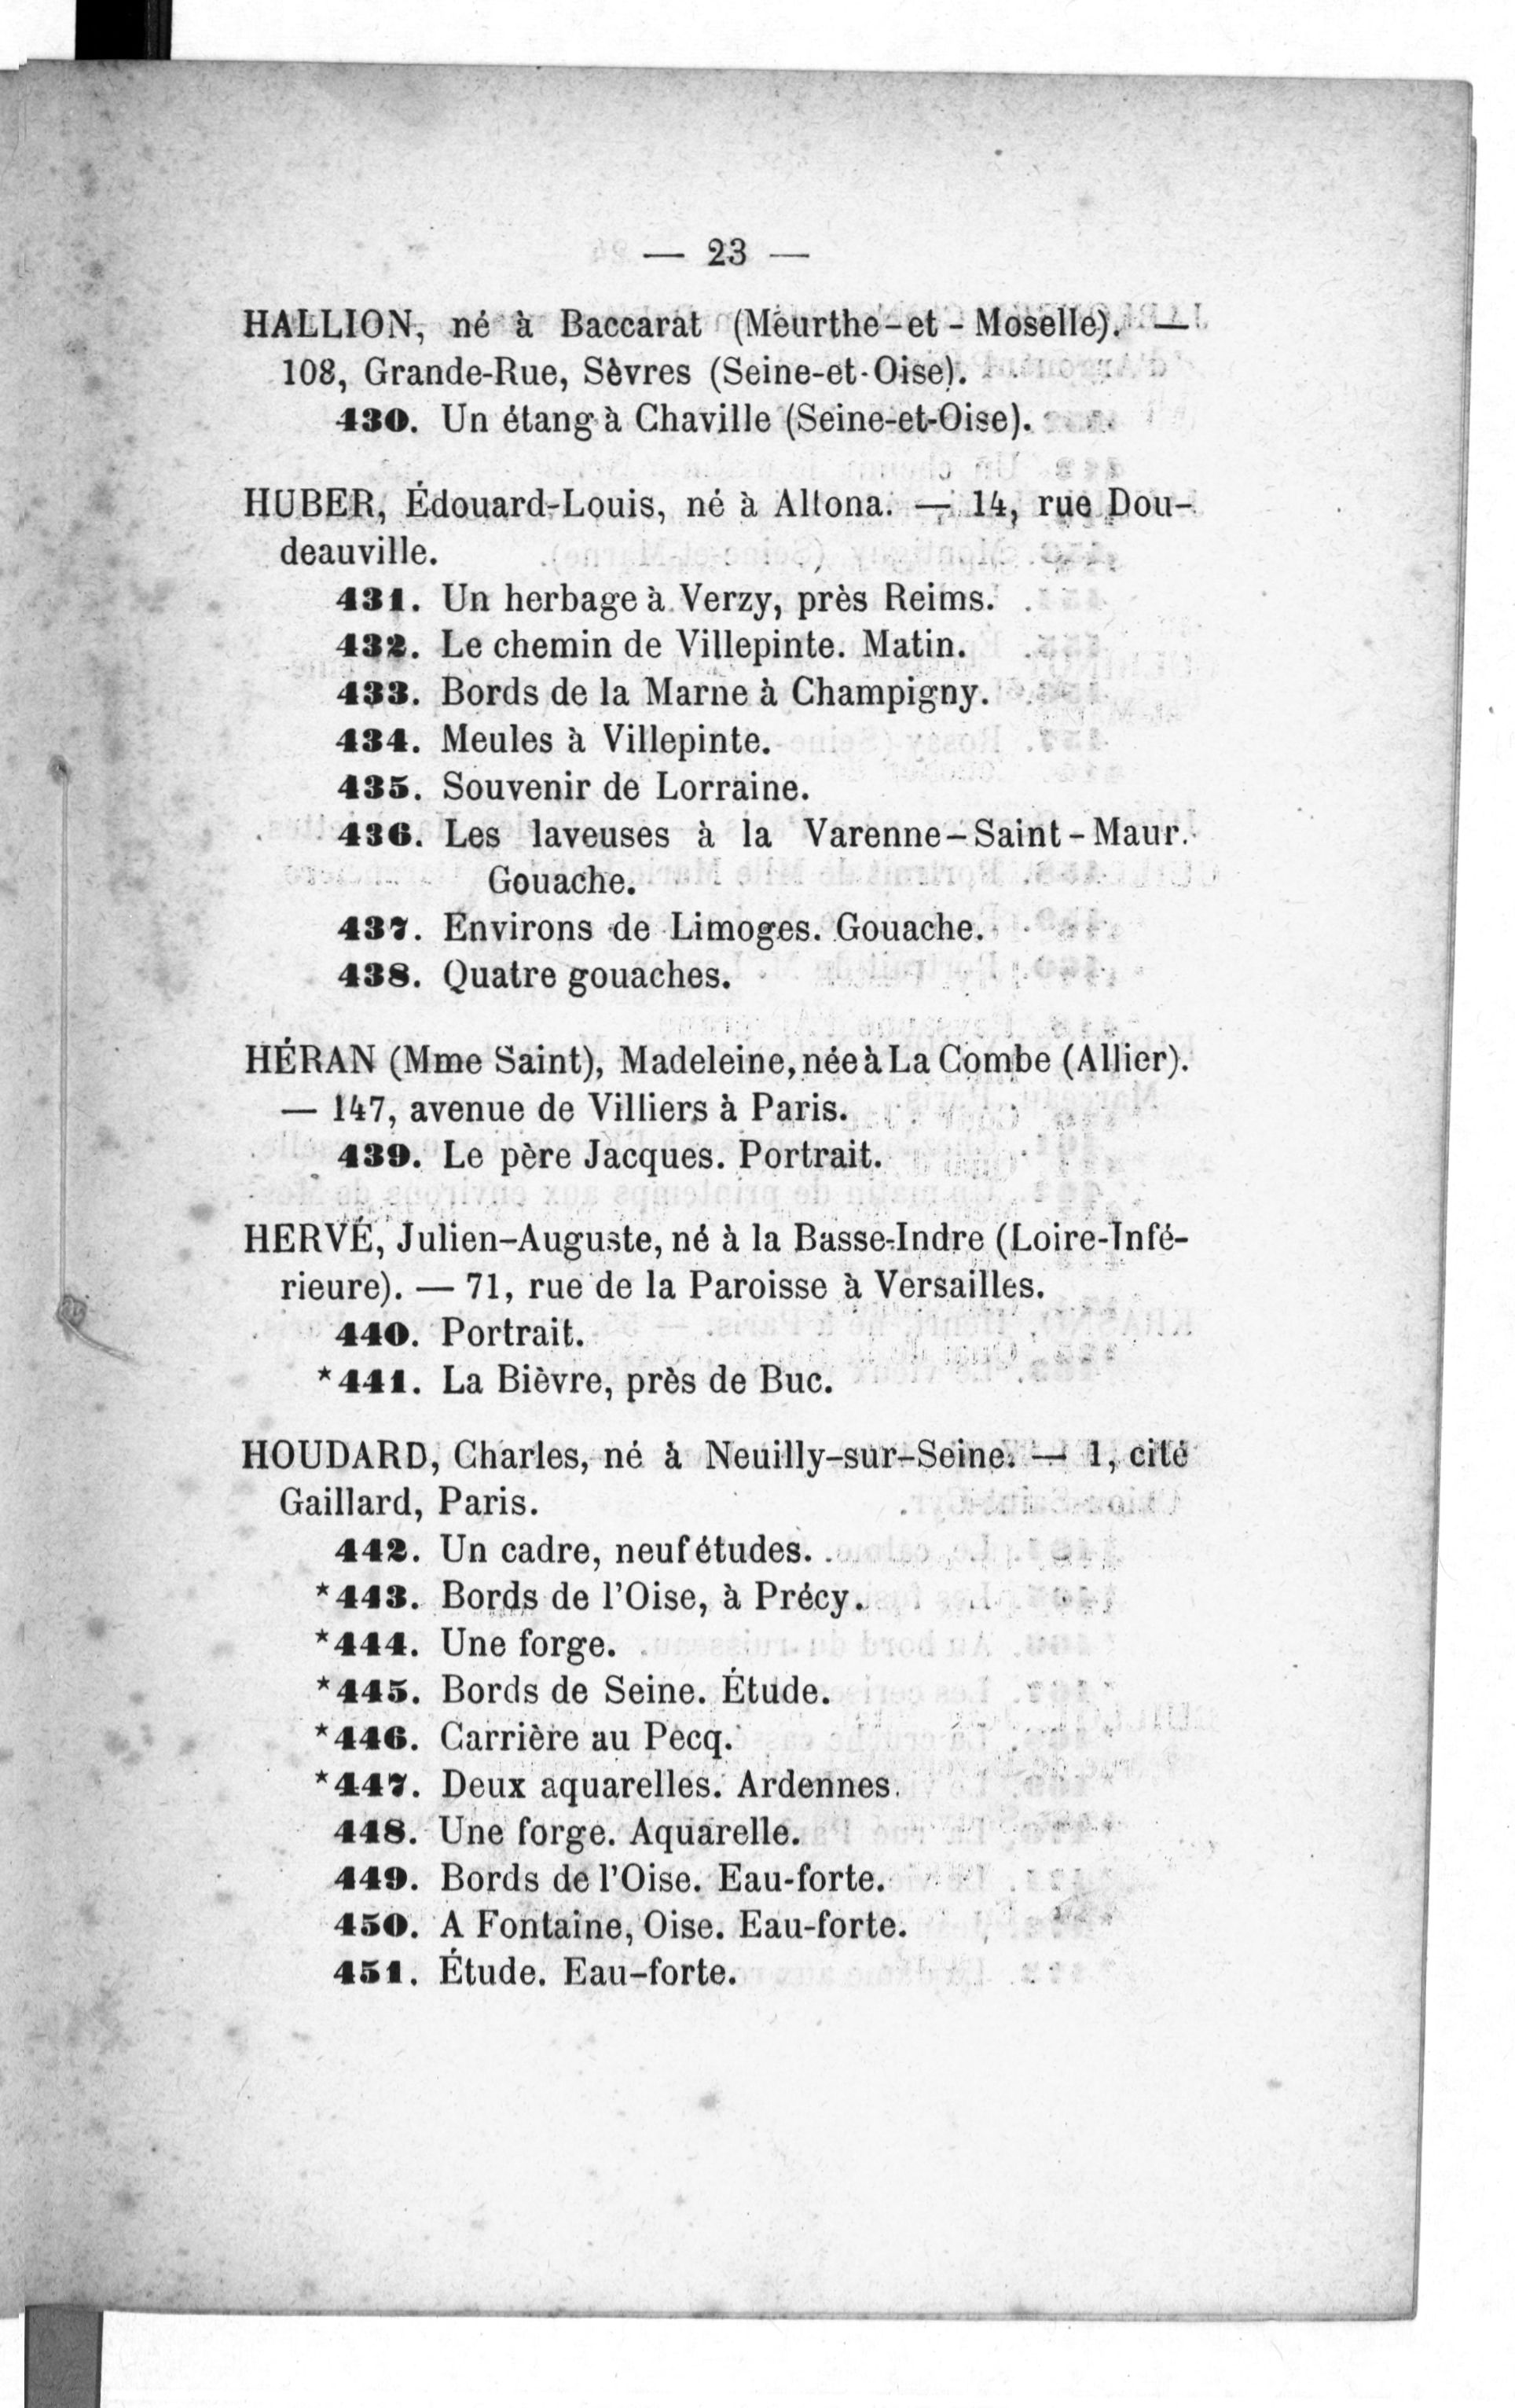 — 23 —
HALLION, né à Baccarat (Meurthe-et-Moselle). —
108, Grande-Rue, Sèvres (Seine-et-Oise).
430. Un étang à Chaville (Seine-et-Oise).
HUBER, Édouard-Louis, né à Altona. — 14, rue Dou-
deauville.
431. Un herbage à Verzy, près Reims.
432. Le chemin de Villepinte. Matin.
433. Bords de la Marne à Champigny.
434. Meules à Villepinte.
435. Souvenir de Lorraine.
436. Les laveuses à la Varenne-Saint-Maur.
Gouache.
437. Environs de Limoges. Gouache.
438. Quatre gouaches.
HÉRAN (Mme Saint), Madeleine, née à La Combe (Allier).
— 147, avenue de Villiers à Paris.
439. Le père Jacques. Portrait.
HERVÉ, Julien-Auguste, né à la Basse-Indre (Loire-Infé-
rieure). — 71, rue de la Paroisse à Versailles.
440. Portrait.
*441. La Bièvre, près de Buc.
HOUDARD, Charles, né à Neuilly-sur-Seine. — 1, cité
Gaillard, Paris.
442. Un cadre, neuf études.
*443. Bords de l'Oise, à Précy.
*444. Une forge.
*445. Bords de Seine. Étude.
*446. Carrière au Pecq.
*447. Deux aquarelles. Ardennes.
448. Une forge. Aquarelle.
449. Bords de l'Oise. Eau-forte.
450. A Fontaine, Oise. Eau-forte.
451. Étude. Eau-forte.